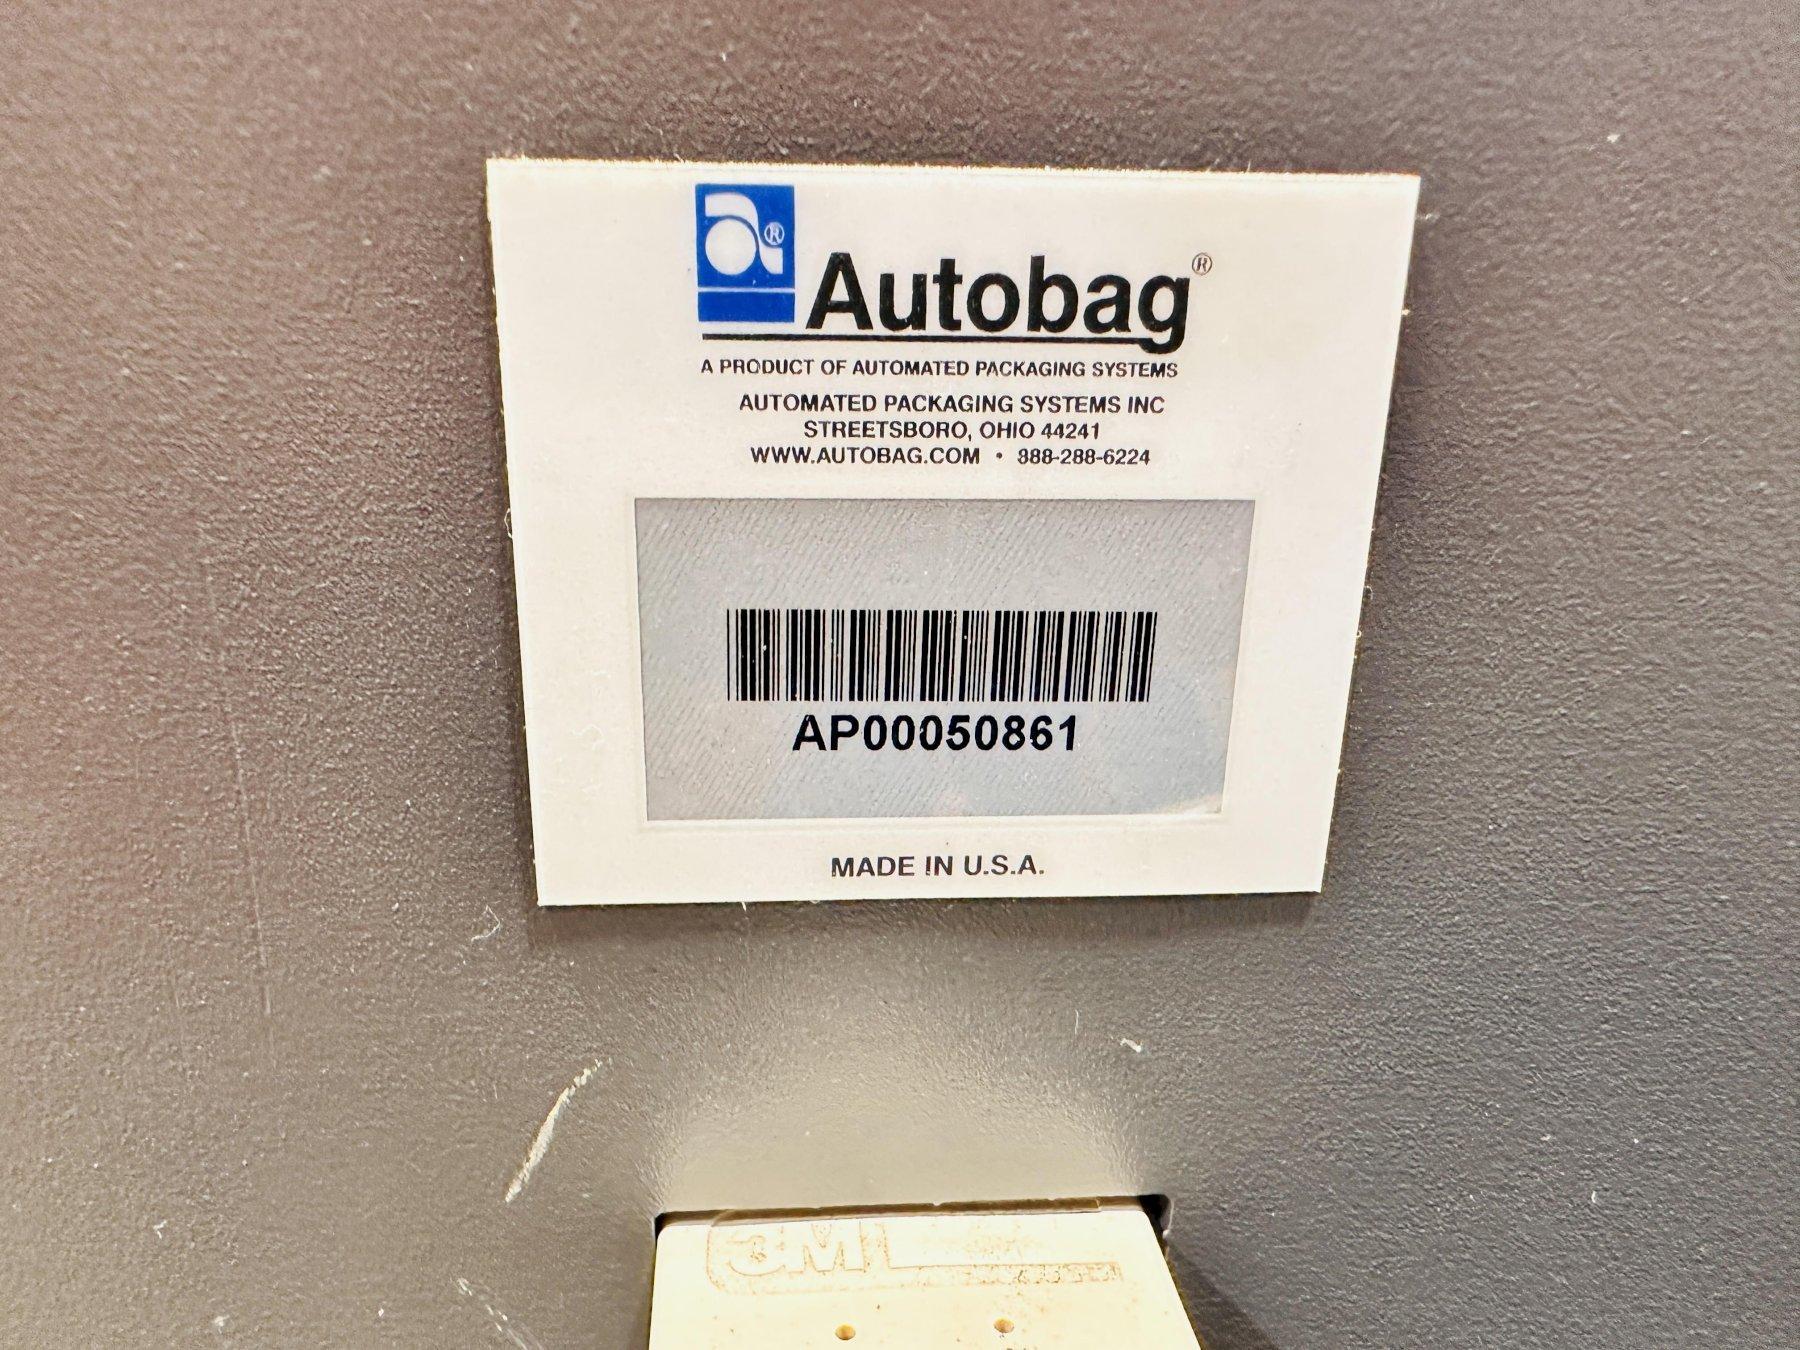 a®
Autobag®
A PRODUCT OF AUTOMATED PACKAGING SYSTEMS
AUTOMATED PACKAGING SYSTEMS INC
STREETSBORO, OHIO 44241
WWW.AUTOBAG.COM • 888-288-6224
AP00050861
MADE IN U.S.A.
3M